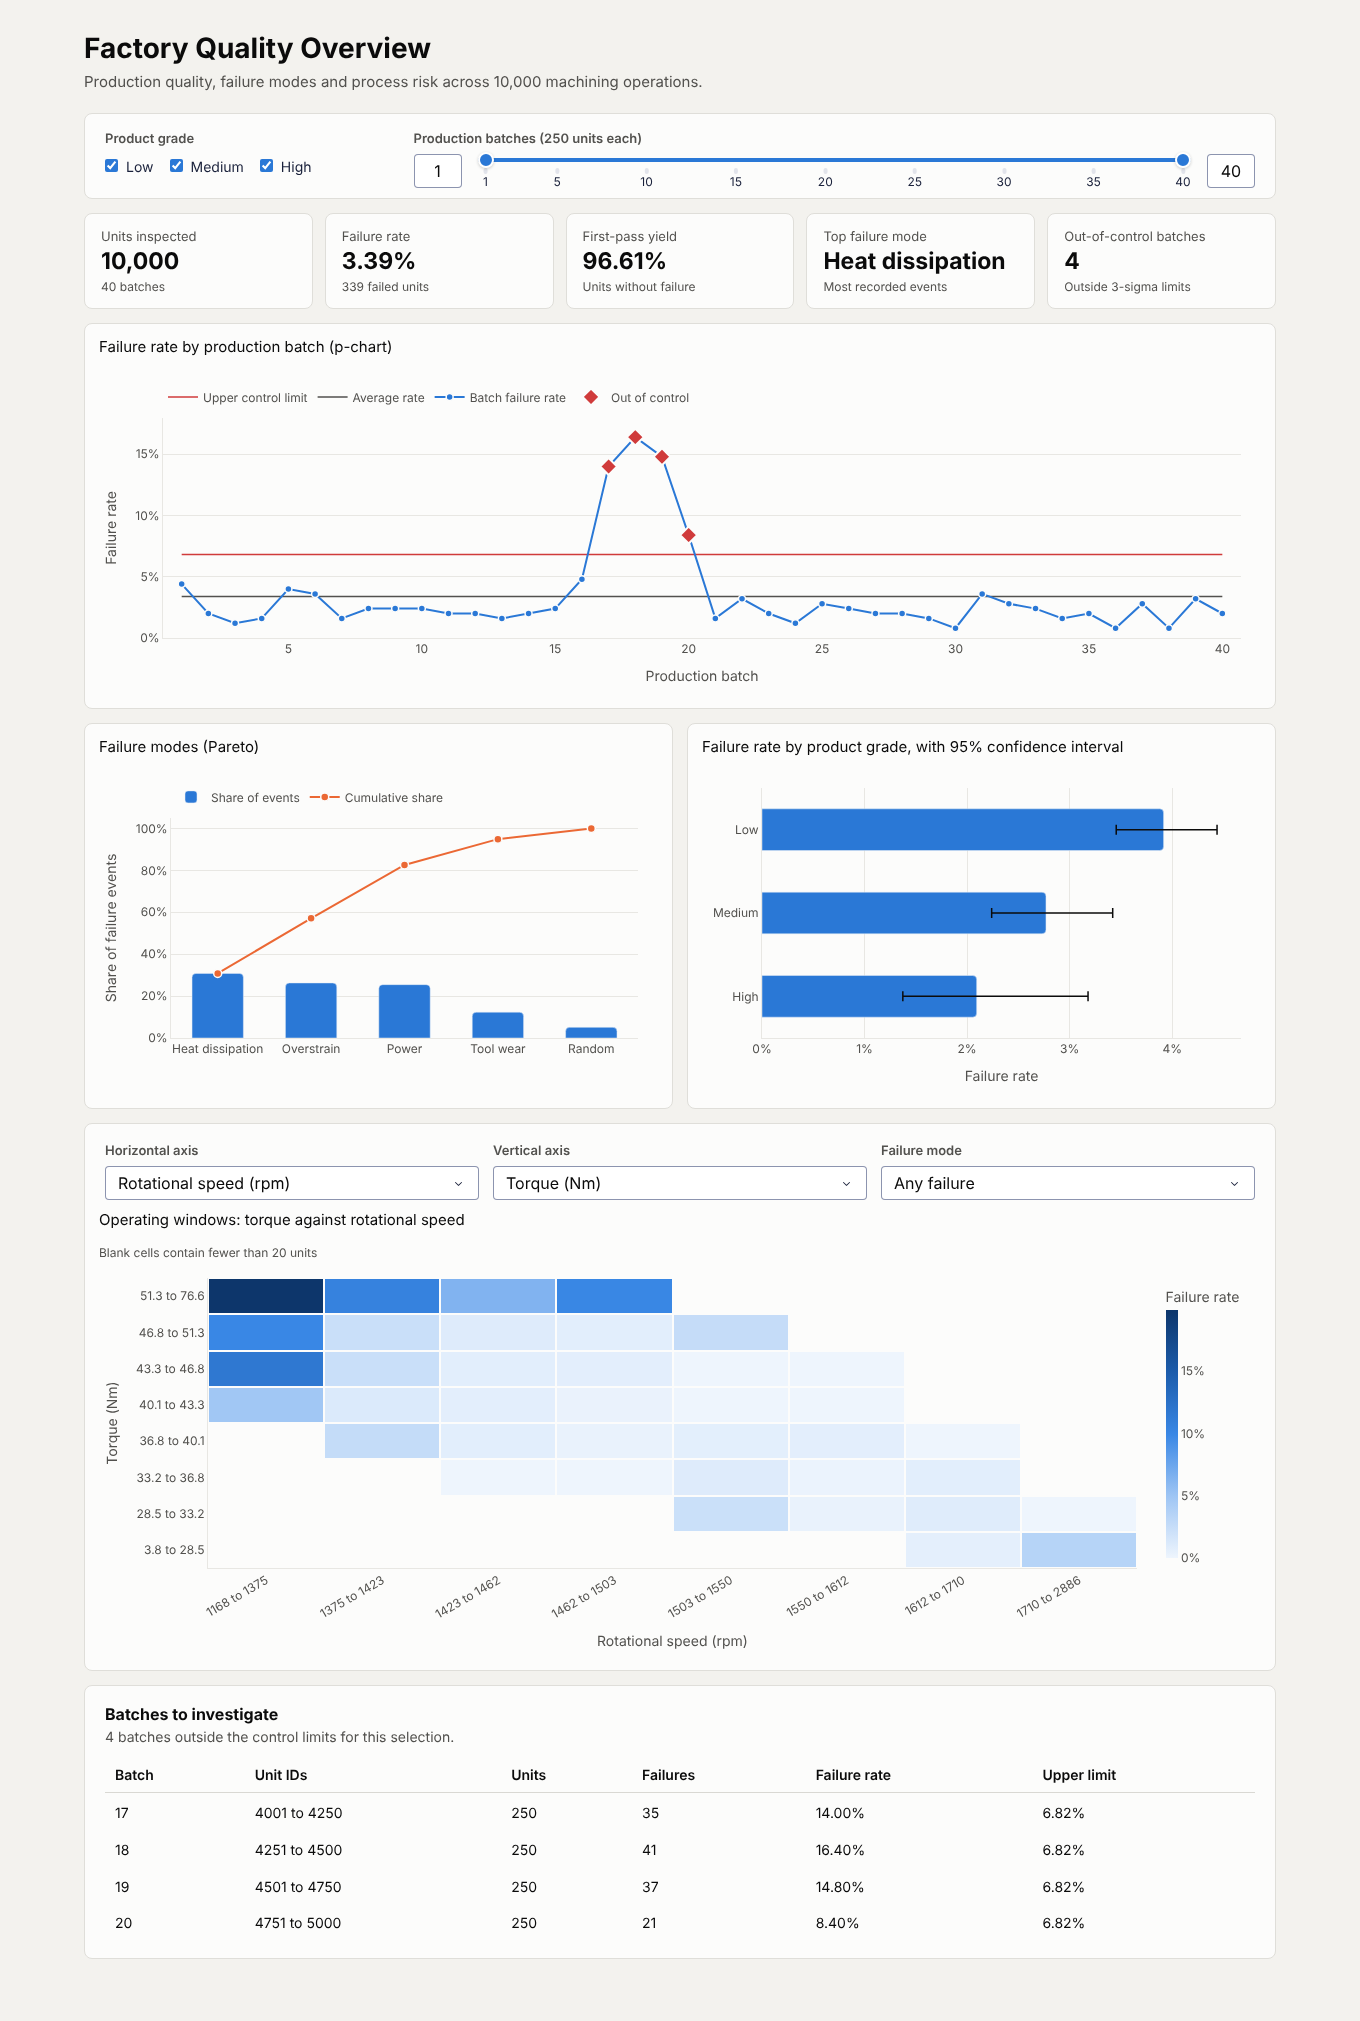 Factory Quality Overview
Production quality, failure modes and process risk across 10,000 machining operations.
Product grade
Low Medium High
Production batches (250 units each)
1
1 5 10 15 20 25 30 35 40
40
Units inspected
10,000
40 batches
Failure rate
3.39%
339 failed units
First-pass yield
96.61%
Units without failure
Top failure mode
Heat dissipation
Most recorded events
Out-of-control batches
4
Outside 3-sigma limits
Failure rate by production batch (p-chart)
Upper control limit Average rate Batch failure rate Out of control
Failure rate
15%
10%
5%
0%
5 10 15 20 25 30 35 40
Production batch
Failure modes (Pareto)
Share of events Cumulative share
Share of failure events
100%
80%
60%
40%
20%
0%
Heat dissipation Overstrain Power Tool wear Random
Failure rate by product grade, with 95% confidence interval
Low
Medium
High
0% 1% 2% 3% 4%
Failure rate
Horizontal axis
Rotational speed (rpm)
Vertical axis
Torque (Nm)
Failure mode
Any failure
Operating windows: torque against rotational speed
Blank cells contain fewer than 20 units
Torque (Nm)
51.3 to 76.6
46.8 to 51.3
43.3 to 46.8
40.1 to 43.3
36.8 to 40.1
33.2 to 36.8
28.5 to 33.2
3.8 to 28.5
1168 to 1375 1375 to 1423 1423 to 1462 1462 to 1503 1503 to 1550 1550 to 1612 1612 to 1710 1710 to 2886
Rotational speed (rpm)
Failure rate
15%
10%
5%
0%
Batches to investigate
4 batches outside the control limits for this selection.
Batch Unit IDs Units Failures Failure rate Upper limit
17 4001 to 4250 250 35 14.00% 6.82%
18 4251 to 4500 250 41 16.40% 6.82%
19 4501 to 4750 250 37 14.80% 6.82%
20 4751 to 5000 250 21 8.40% 6.82%